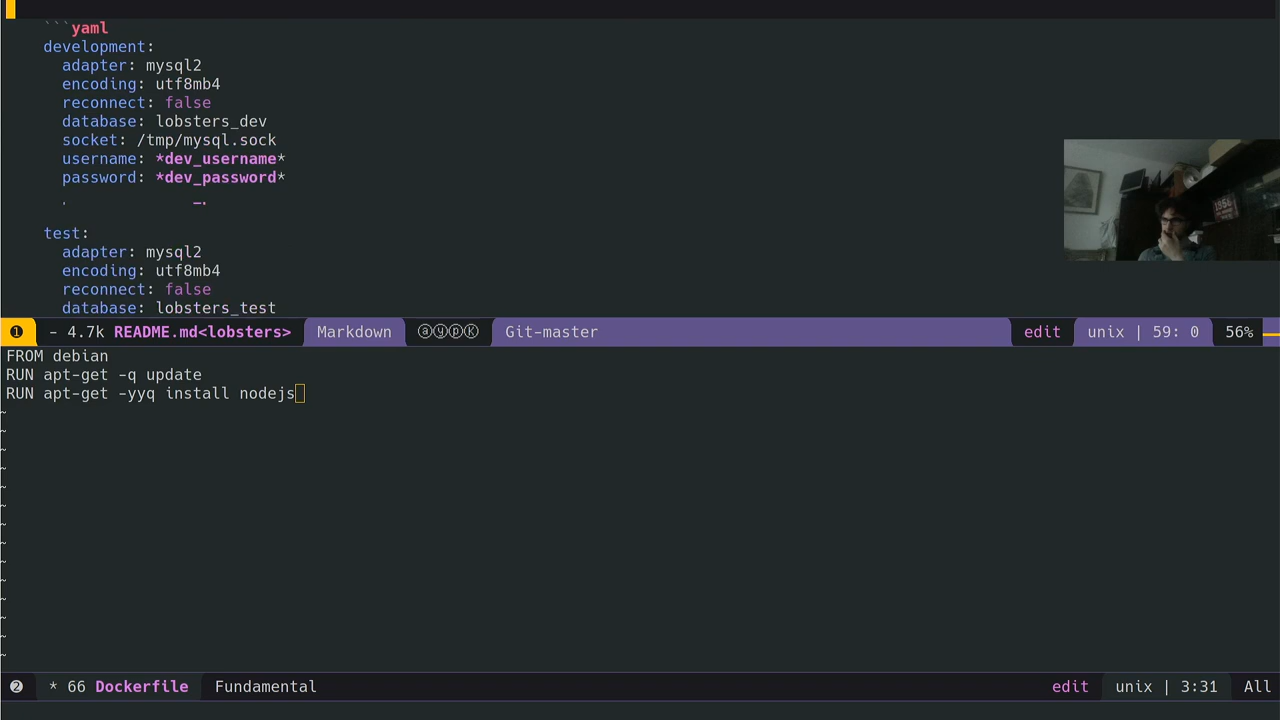 ```yaml
development:
adapter: mysql2
encoding: utf8mb4
reconnect: false
database: lobsters_dev
socket: /tmp/mysql.sock
username: *dev_username*
password: *dev_password*
test:
adapter: mysql2
encoding: utf8mb4
reconnect: false
database: lobsters_test
❶ - 4.7k README.md<lobsters> Markdown ⓐⓨⓟⓀ Git-master edit unix | 59: 0 56%
FROM debian
RUN apt-get -q update
RUN apt-get -yyq install nodejs
~
~
~
~
~
~
~
~
~
~
~
~
~
~
❷ * 66 Dockerfile Fundamental edit unix | 3:31 All